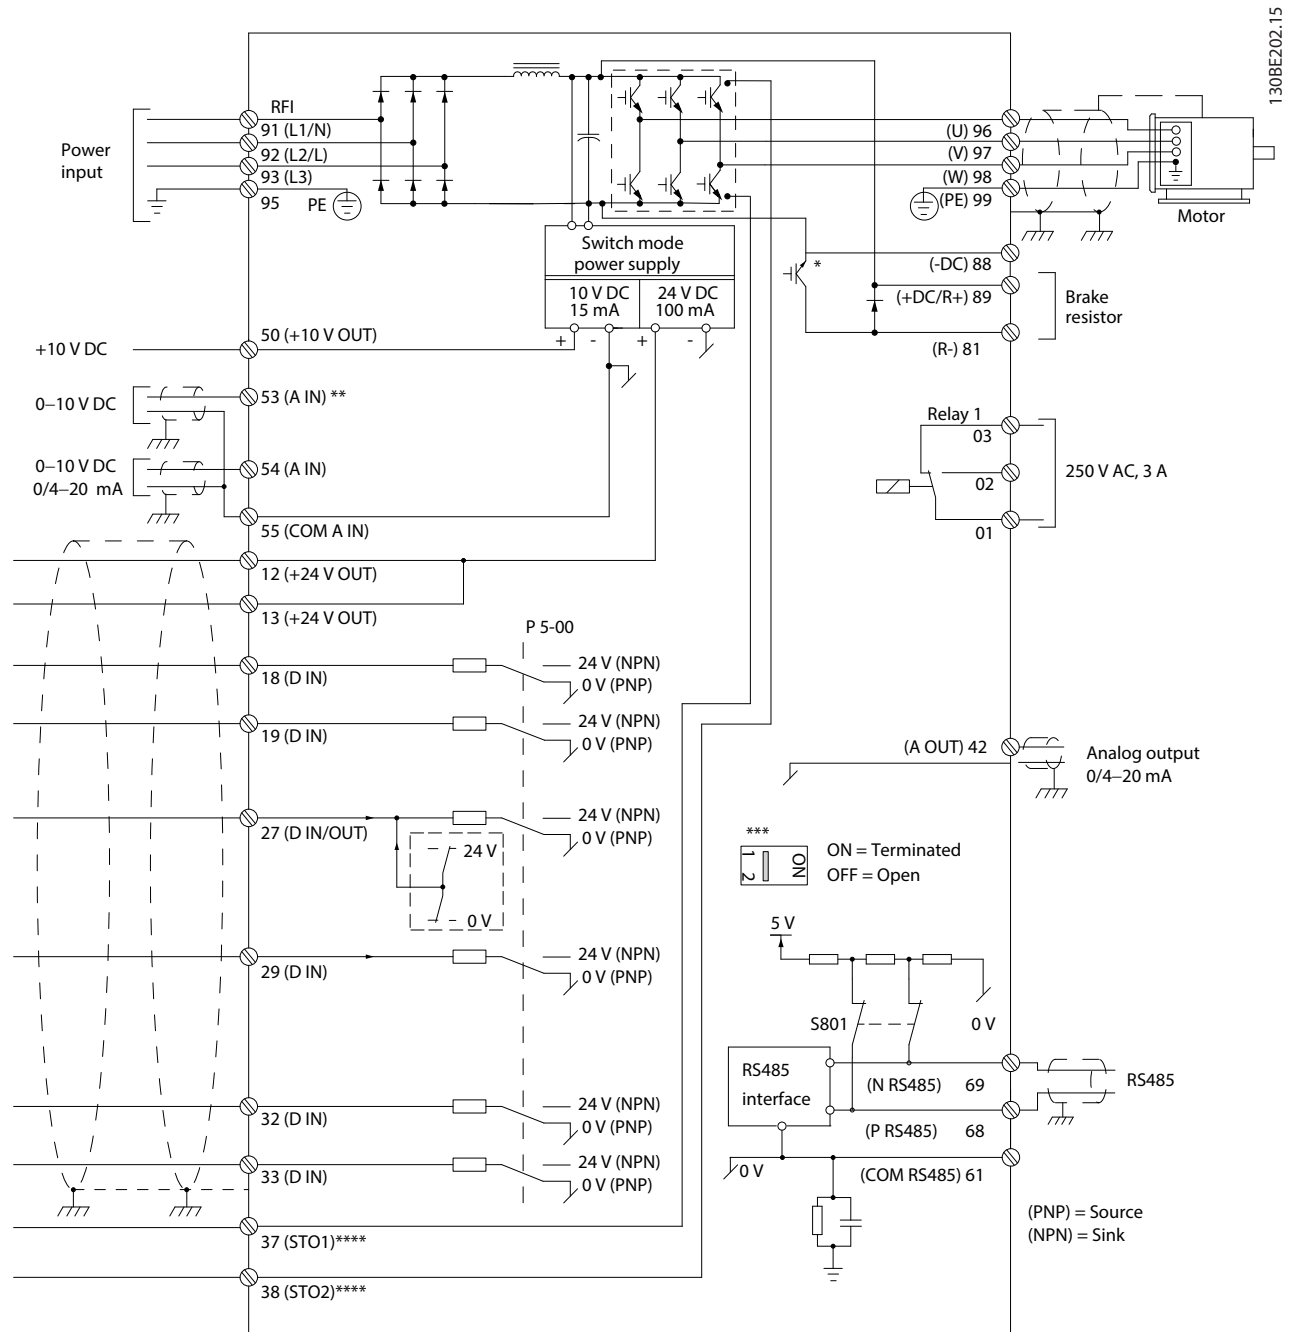 130BE202.15
Power
input
RFI
91 (L1/N)
92 (L2/L)
93 (L3)
95
PE
(U) 96
(V) 97
(W) 98
(PE) 99
Motor
Switch mode
power supply
10 V DC
15 mA
24 V DC
100 mA
+ - + -
*
(-DC) 88
(+DC/R+) 89
(R-) 81
Brake
resistor
+10 V DC
50 (+10 V OUT)
0–10 V DC
53 (A IN) **
0–10 V DC
0/4–20 mA
54 (A IN)
55 (COM A IN)
Relay 1
03
02
01
250 V AC, 3 A
12 (+24 V OUT)
13 (+24 V OUT)
P 5-00
18 (D IN)
24 V (NPN)
0 V (PNP)
19 (D IN)
24 V (NPN)
0 V (PNP)
27 (D IN/OUT)
24 V (NPN)
0 V (PNP)
24 V
0 V
29 (D IN)
24 V (NPN)
0 V (PNP)
32 (D IN)
24 V (NPN)
0 V (PNP)
33 (D IN)
24 V (NPN)
0 V (PNP)
37 (STO1)****
38 (STO2)****
(A OUT) 42
Analog output
0/4–20 mA
***
1 2
ON
ON = Terminated
OFF = Open
5 V
S801
0 V
RS485
interface
(N RS485) 69
(P RS485) 68
RS485
0 V
(COM RS485) 61
(PNP) = Source
(NPN) = Sink